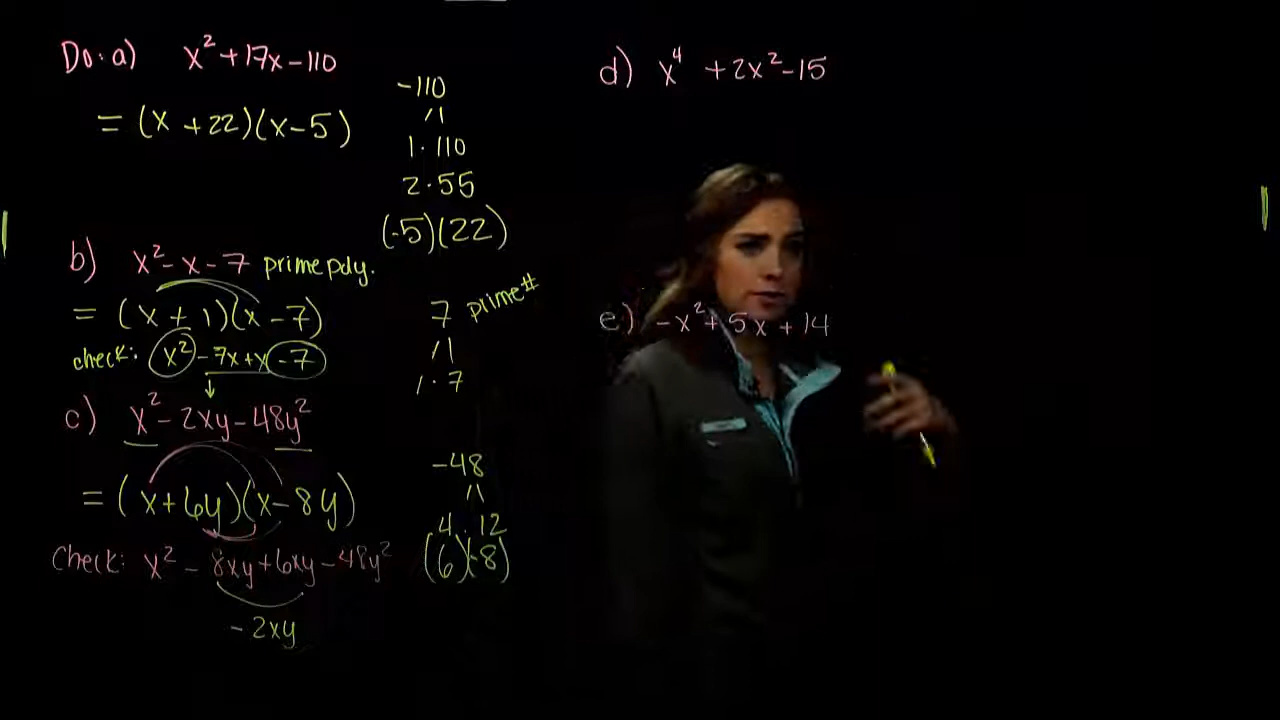 Do: a) x² + 17x - 110
= (x + 22)(x - 5)
-110
/\
1 · 110
2 · 55
(-5)(22)
b) x² - x - 7 prime poly.
= (x + 1)(x - 7)
check: x² - 7x + x - 7
7 prime #
/\
1 · 7
c) x² - 2xy - 48y²
= (x + 6y)(x - 8y)
Check: x² - 8xy + 6xy - 48y²
- 2xy
-48
/\
4 · 12
(6)(-8)
d) x⁴ + 2x² - 15
e) -x² + 5x + 14